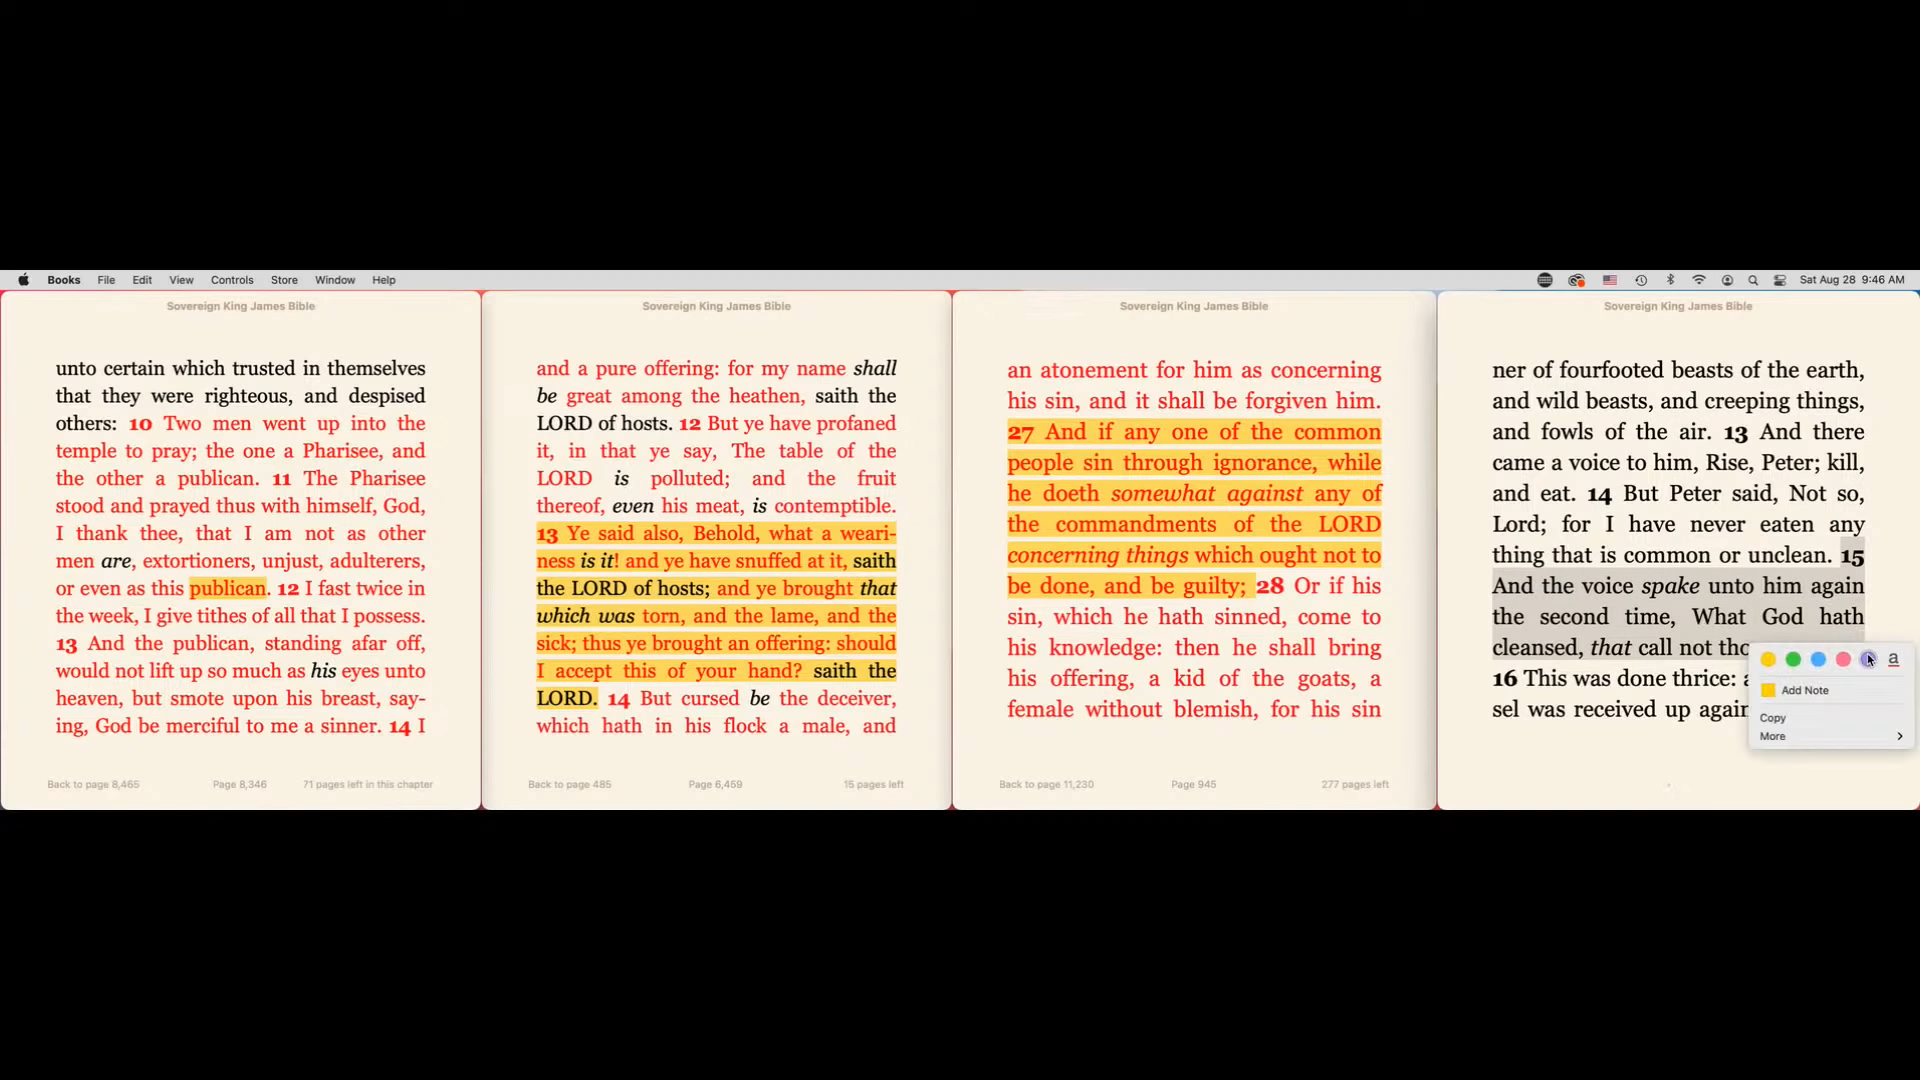 Books File Edit View Controls Store Window Help
Sat Aug 28 9:46 AM
Sovereign King James Bible
unto certain which trusted in themselves
that they were righteous, and despised
others: 10 Two men went up into the
temple to pray; the one a Pharisee, and
the other a publican. 11 The Pharisee
stood and prayed thus with himself, God,
I thank thee, that I am not as other
men are, extortioners, unjust, adulterers,
or even as this publican. 12 I fast twice in
the week, I give tithes of all that I possess.
13 And the publican, standing afar off,
would not lift up so much as his eyes unto
heaven, but smote upon his breast, say-
ing, God be merciful to me a sinner. 14 I
Back to page 8,465 Page 8,346 71 pages left in this chapter
Sovereign King James Bible
and a pure offering: for my name shall
be great among the heathen, saith the
LORD of hosts. 12 But ye have profaned
it, in that ye say, The table of the
LORD is polluted; and the fruit
thereof, even his meat, is contemptible.
13 Ye said also, Behold, what a weari-
ness is it! and ye have snuffed at it, saith
the LORD of hosts; and ye brought that
which was torn, and the lame, and the
sick; thus ye brought an offering: should
I accept this of your hand? saith the
LORD. 14 But cursed be the deceiver,
which hath in his flock a male, and
Back to page 485 Page 6,459 15 pages left
Sovereign King James Bible
an atonement for him as concerning
his sin, and it shall be forgiven him.
27 And if any one of the common
people sin through ignorance, while
he doeth somewhat against any of
the commandments of the LORD
concerning things which ought not to
be done, and be guilty; 28 Or if his
sin, which he hath sinned, come to
his knowledge: then he shall bring
his offering, a kid of the goats, a
female without blemish, for his sin
Back to page 11,230 Page 945 277 pages left
Sovereign King James Bible
ner of fourfooted beasts of the earth,
and wild beasts, and creeping things,
and fowls of the air. 13 And there
came a voice to him, Rise, Peter; kill,
and eat. 14 But Peter said, Not so,
Lord; for I have never eaten any
thing that is common or unclean. 15
And the voice spake unto him again
the second time, What God hath
cleansed, that call not tho
16 This was done thrice: a
sel was received up again
a
Add Note
Copy
More